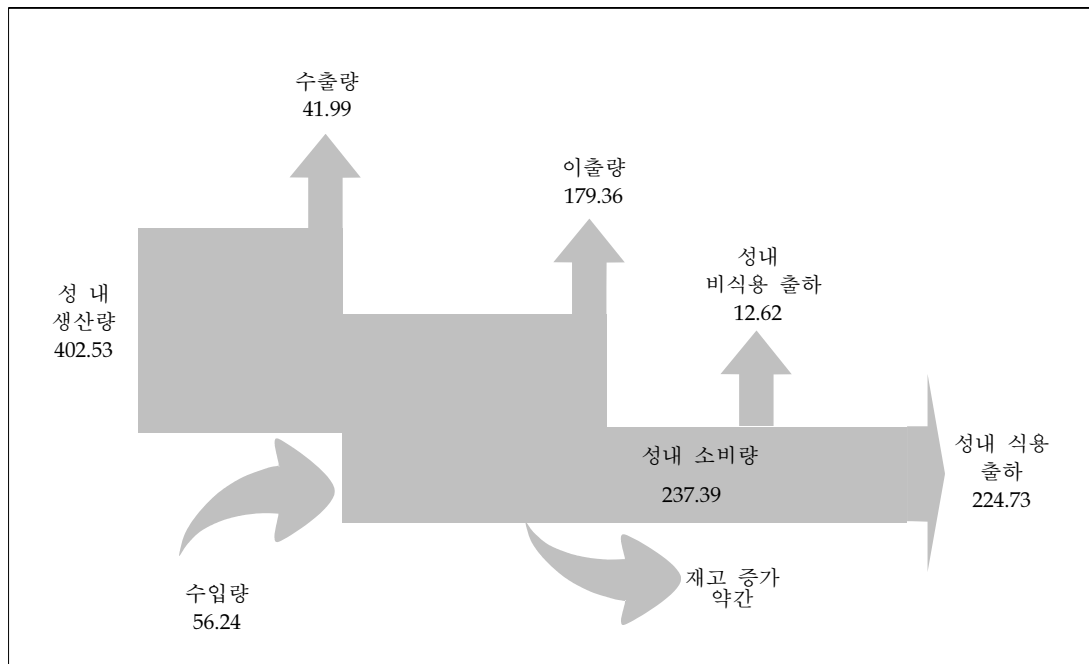 수출량
41.99
이출량
179.36
성내
비식용 출하
12.62
성 내
생산량
402.53
성내 소비량
237.39
성내 식용
출하
224.73
수입량
56.24
재고 증가
약간